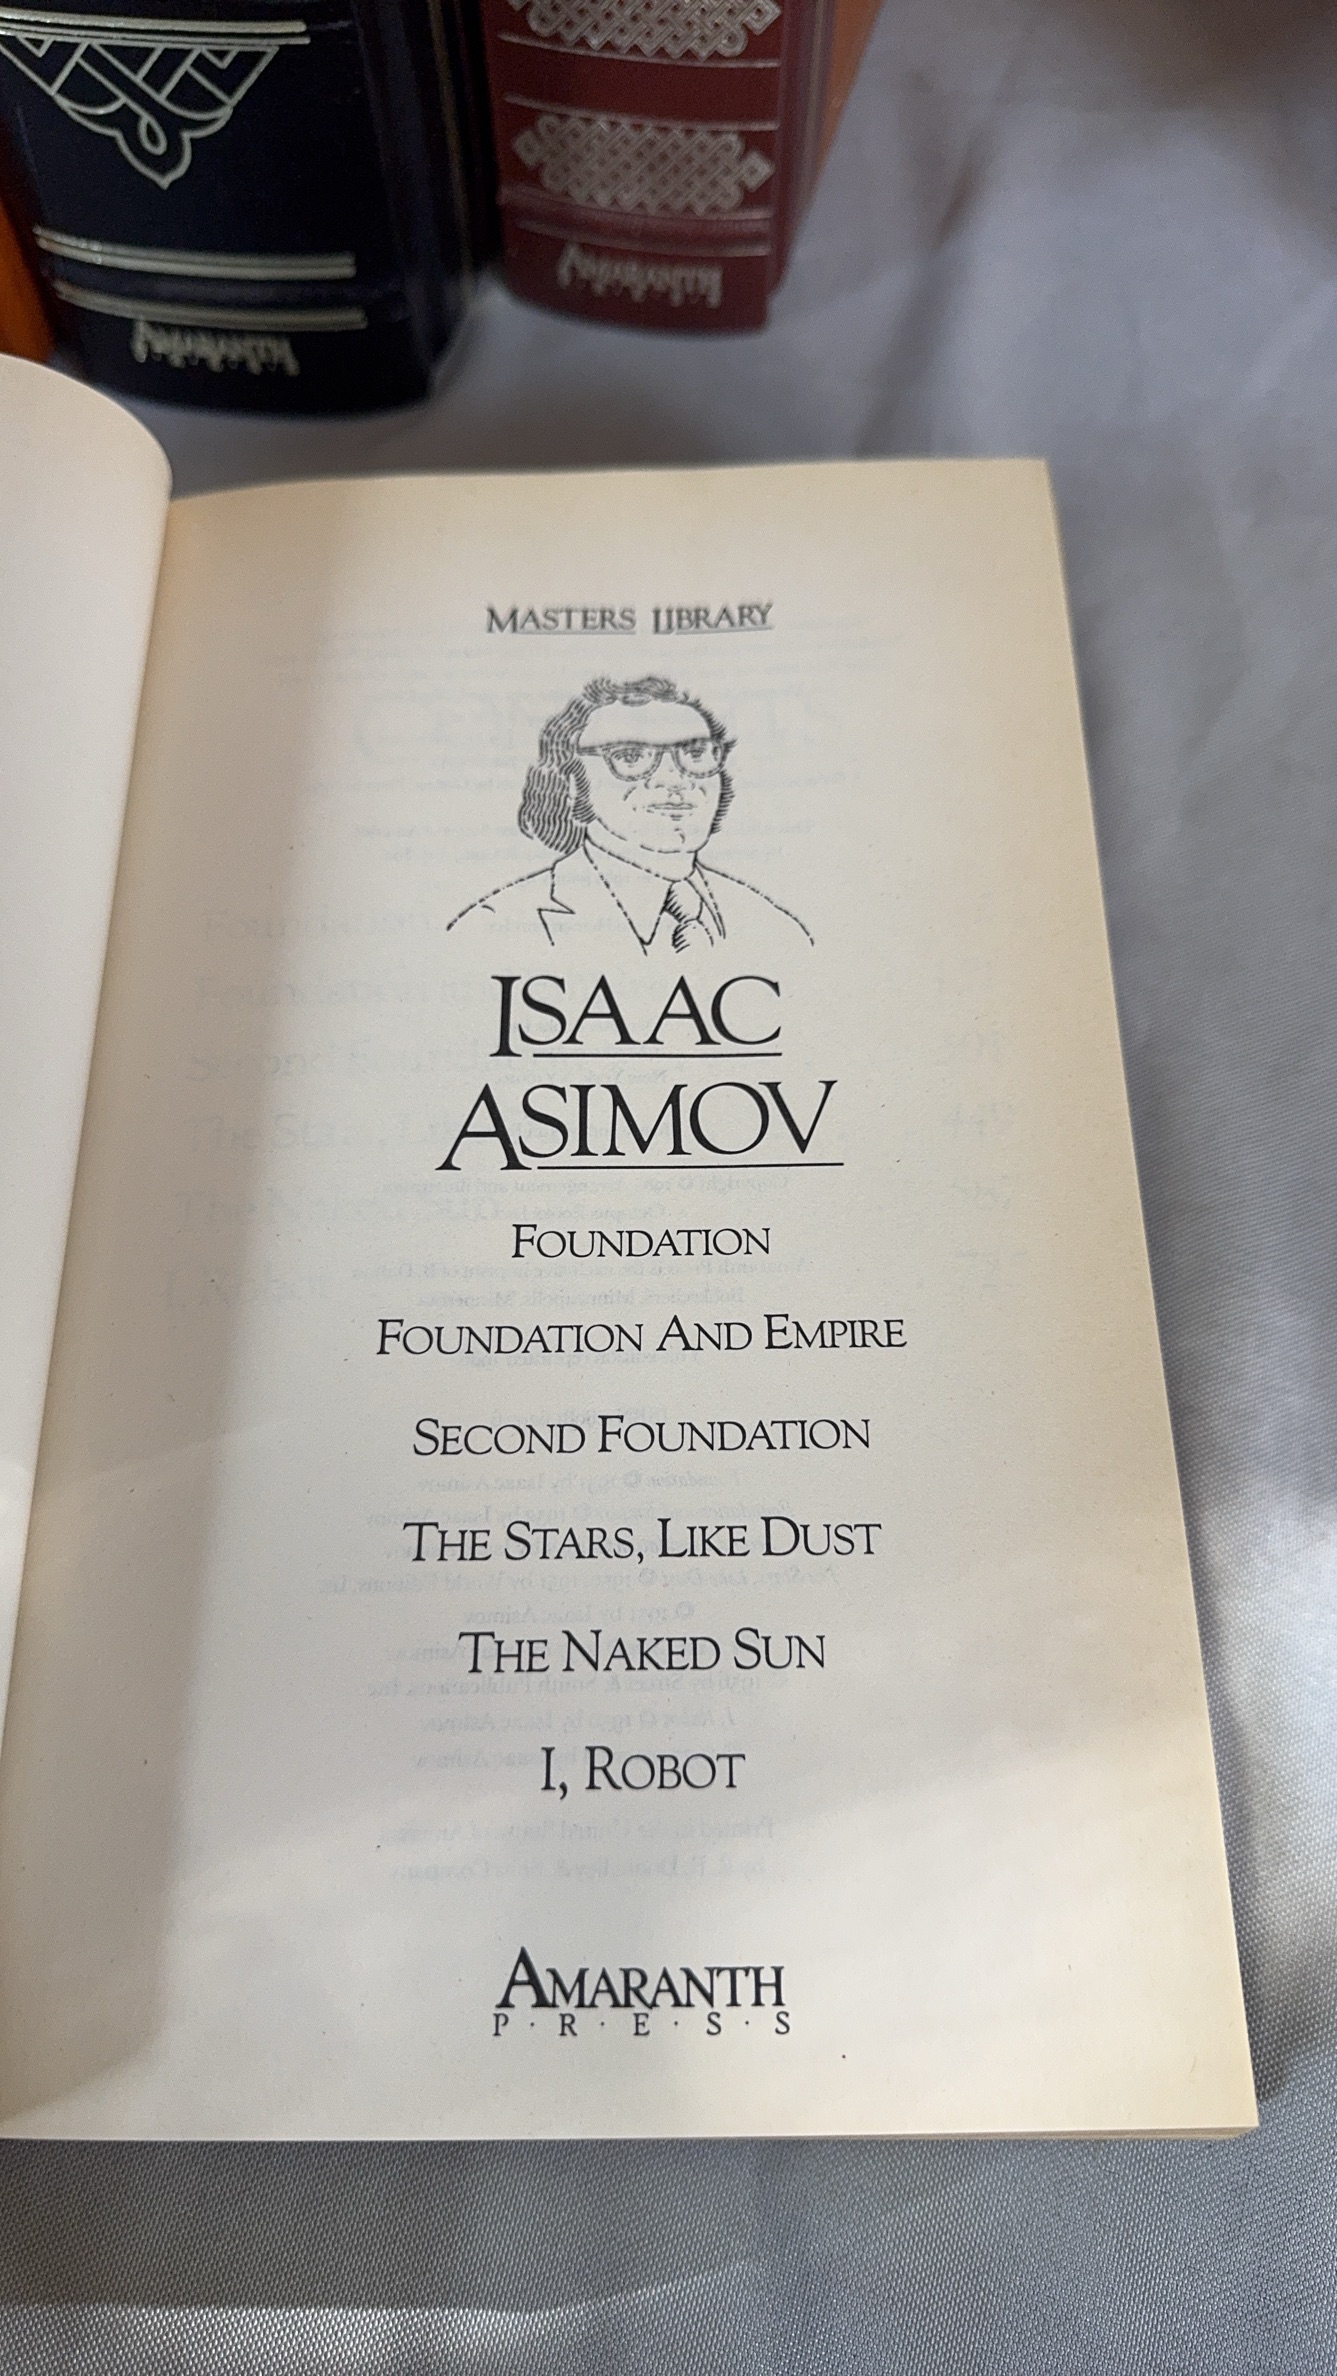 MASTERS LIBRARY
ISAAC
ASIMOV
FOUNDATION
FOUNDATION AND EMPIRE
SECOND FOUNDATION
THE STARS, LIKE DUST
THE NAKED SUN
I, ROBOT
AMARANTH
P·R·E·S·S